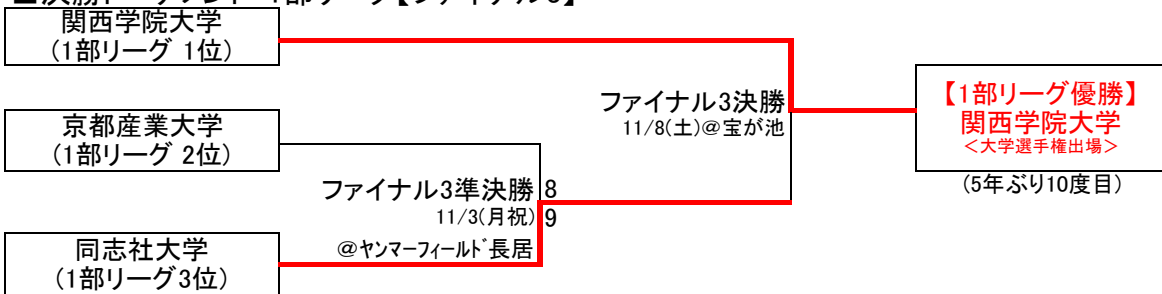 関西学院大学
(1部リーグ 1位)
ファイナル3決勝
11/8(土)@宝が池
【1部リーグ優勝】
関西学院大学
<大学選手権出場>
(5年ぶり10度目)
京都産業大学
(1部リーグ 2位)
ファイナル3準決勝 8
11/3(月祝) 9
@ヤンマーフィールド長居
同志社大学
(1部リーグ3位)